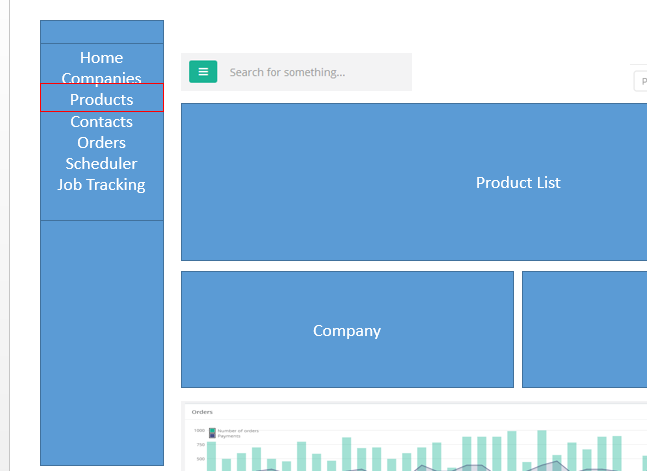 Home
Companies
Products
Contacts
Orders
Scheduler
Job Tracking
Search for something...
P
Product List
Company
Orders
1000
Number of orders
Payments
750
500